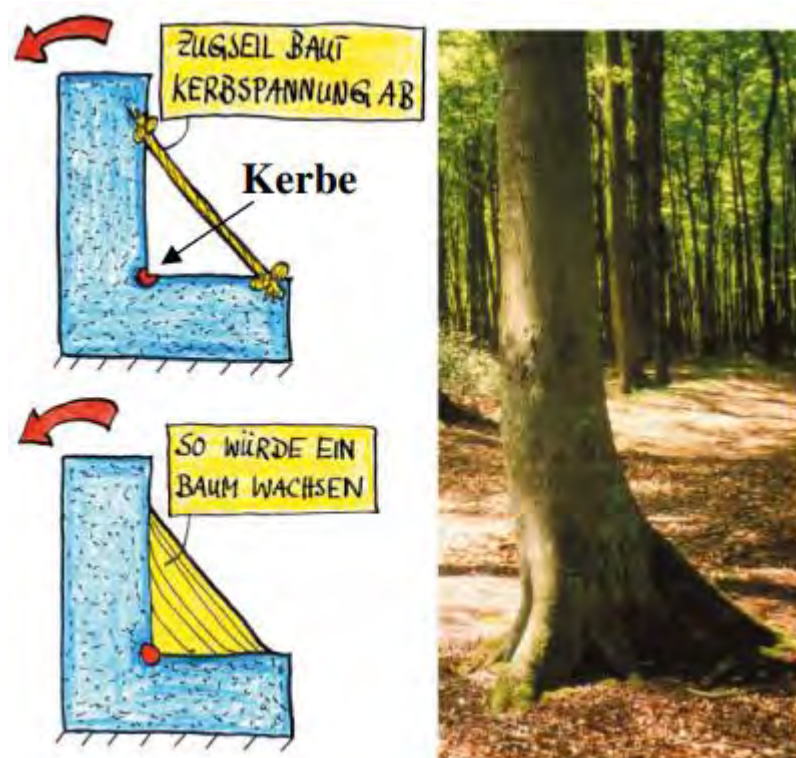 ZUGSEIL BAUT
KERBSPANNUNG AB
Kerbe
SO WÜRDE EIN
BAUM WACHSEN